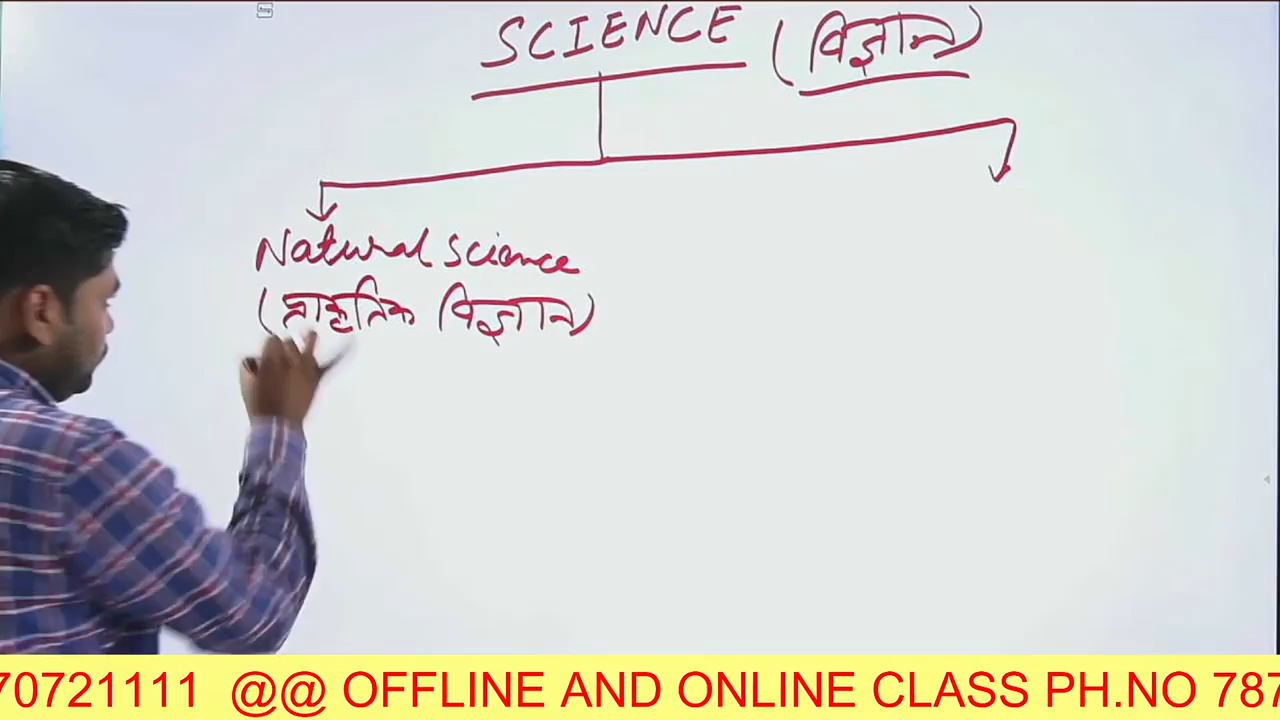 SCIENCE (বিজ্ঞান)
Natural Science
(প্রাকৃতিক বিজ্ঞান)
70721111 @@ OFFLINE AND ONLINE CLASS PH.NO 787